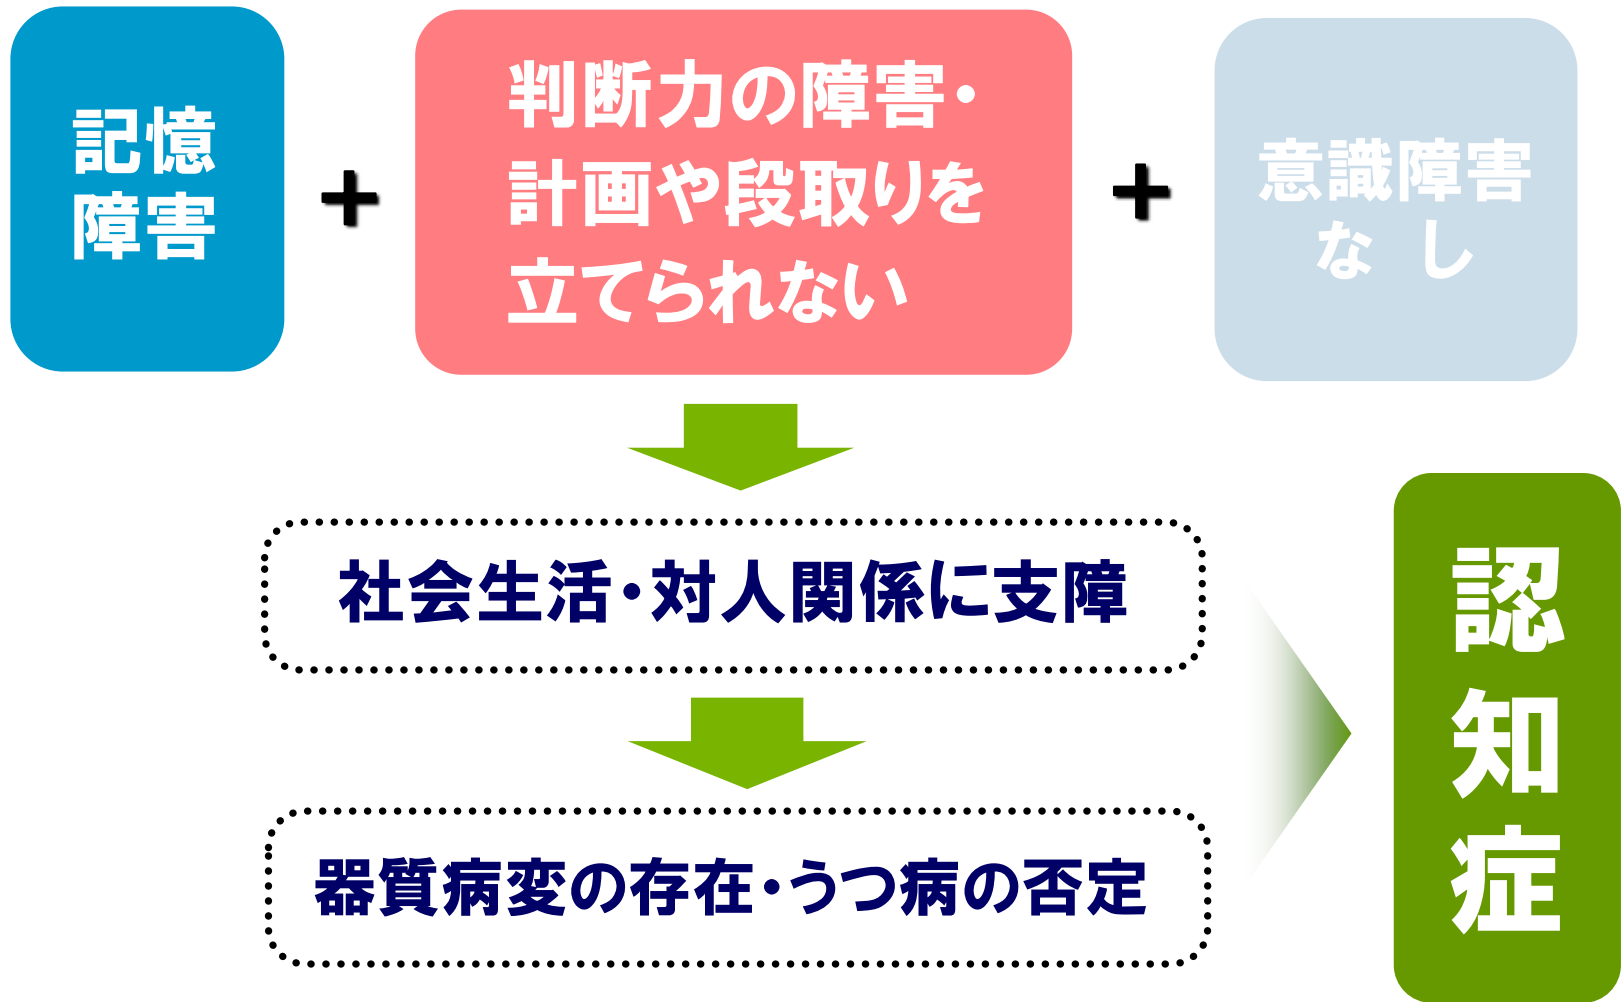 記憶
障害
+
判断力の障害・
計画や段取りを
立てられない
+
意識障害
なし
社会生活・対人関係に支障
器質病変の存在・うつ病の否定
認知症